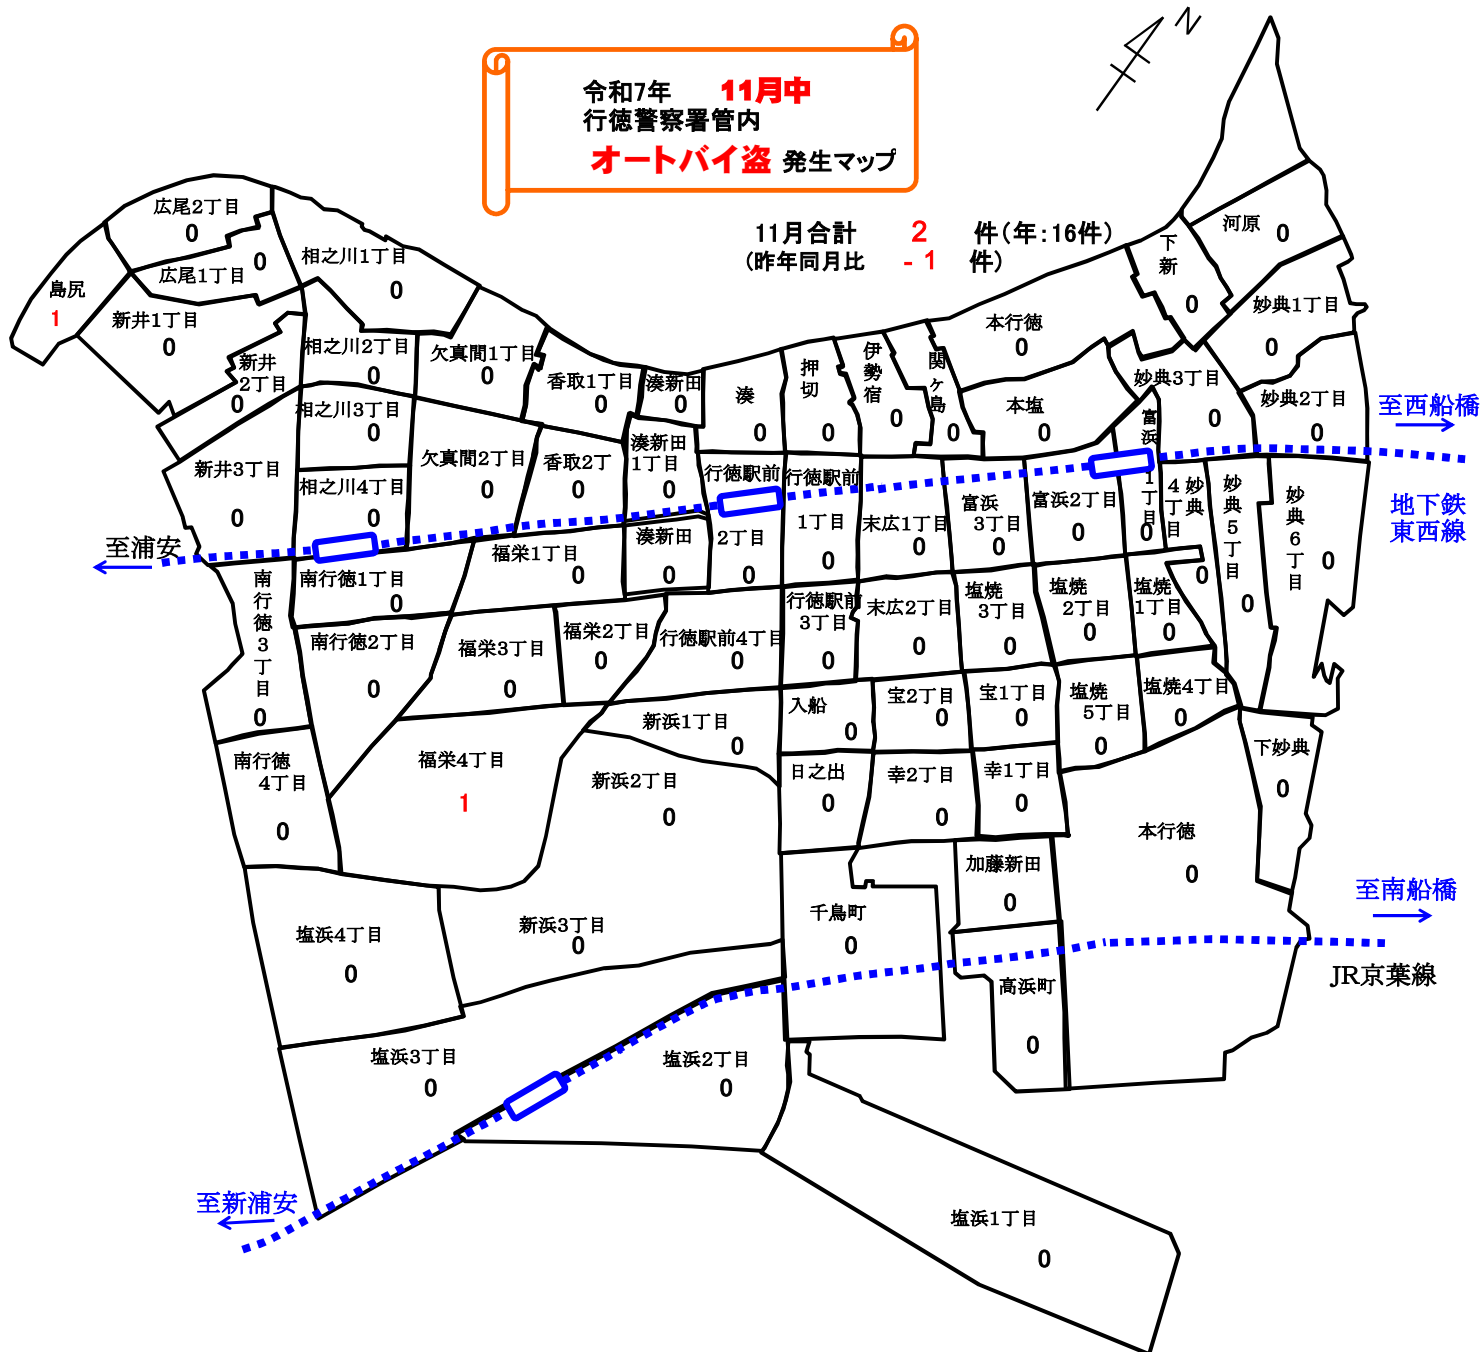 令和7年 11月中
行徳警察署管内
オートバイ盗 発生マップ
11月合計 2 件(年:16件)
(昨年同月比 -1 件)
N
広尾2丁目
0
広尾1丁目
0
相之川1丁目
0
島尻
1
新井1丁目
0
新井
2丁目
0
相之川2丁目
0
欠真間1丁目
0
香取1丁目
0
湊新田
0
湊
0
押切
0
伊勢宿
0
関ケ島
0
本行徳
0
本塩
0
下新
0
河原
0
妙典1丁目
0
妙典2丁目
0
妙典3丁目
0
至西船橋
地下鉄
東西線
新井3丁目
0
相之川3丁目
0
相之川4丁目
0
欠真間2丁目
0
香取2丁
0
湊新田
1丁目
0
行徳駅前
2丁目
0
行徳駅前
1丁目
0
末広1丁目
0
富浜
3丁目
0
富浜2丁目
0
富浜1丁目
0
妙典4丁目
0
妙典5丁目
0
妙典6丁目
0
至浦安
南行徳3丁目
0
南行徳1丁目
0
福栄1丁目
0
湊新田
0
南行徳2丁目
0
福栄3丁目
0
福栄2丁目
0
行徳駅前4丁目
0
行徳駅前
3丁目
0
末広2丁目
0
塩焼
3丁目
0
塩焼
2丁目
0
塩焼
1丁目
0
南行徳
4丁目
0
福栄4丁目
1
新浜1丁目
0
新浜2丁目
0
入船
0
宝2丁目
0
宝1丁目
0
塩焼
5丁目
0
塩焼4丁目
0
下妙典
0
日之出
0
幸2丁目
0
幸1丁目
0
本行徳
0
加藤新田
0
至南船橋
塩浜4丁目
0
新浜3丁目
0
千鳥町
0
高浜町
0
JR京葉線
塩浜3丁目
0
塩浜2丁目
0
至新浦安
塩浜1丁目
0